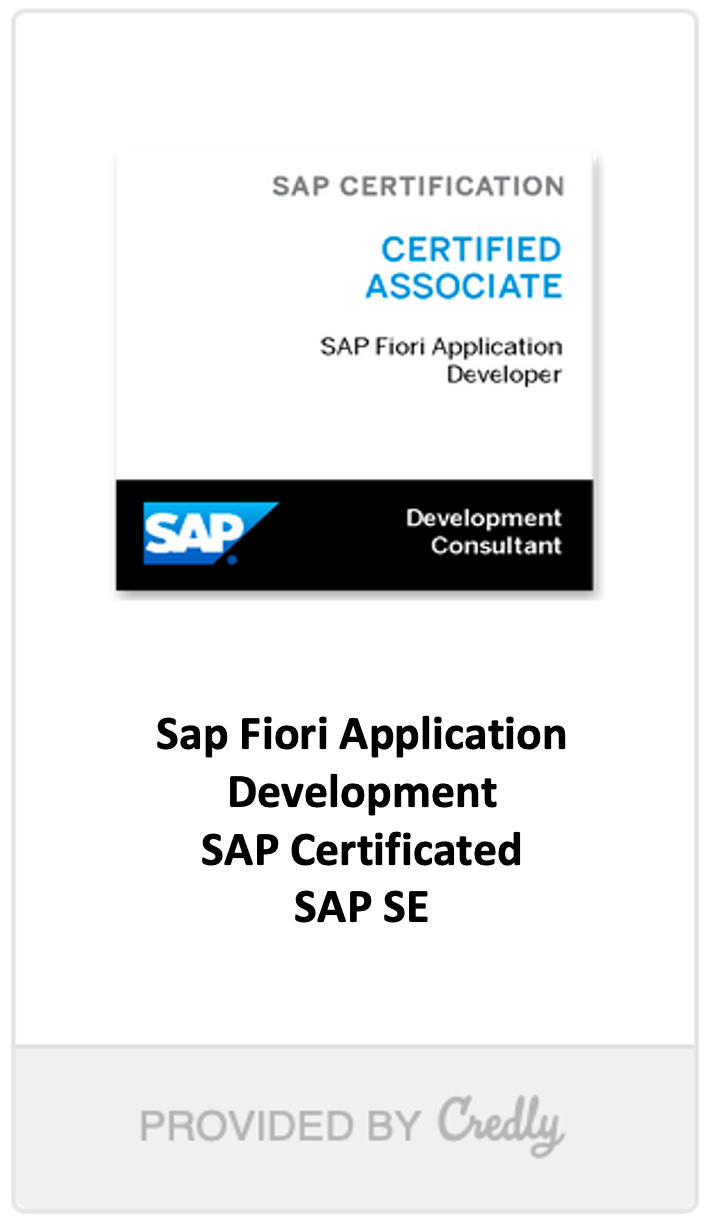 SAP CERTIFICATION
CERTIFIED
ASSOCIATE
SAP Fiori Application
Developer
SAP
Development
Consultant
Sap Fiori Application
Development
SAP Certificated
SAP SE
PROVIDED BY Credly